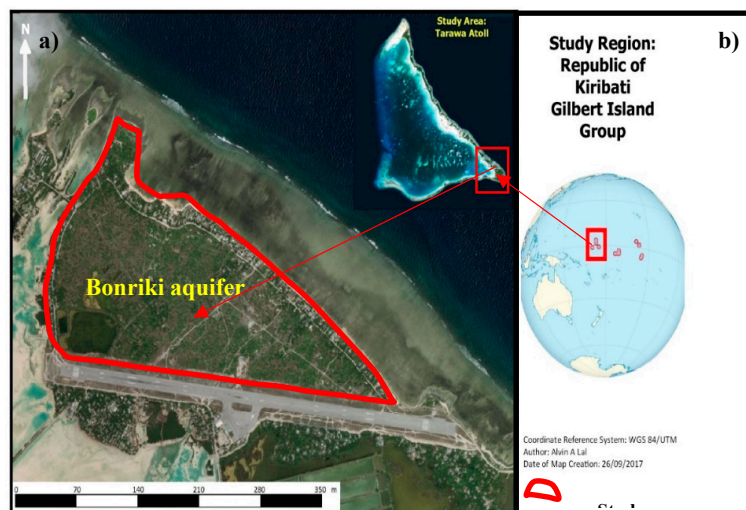 a)
N
Study Area:
Tarawa Atoll
Bonriki aquifer
0 70 140 210 280 350 m
b)
Study Region:
Republic of
Kiribati
Gilbert Island
Group
Coordinate Reference System: WGS 84/UTM
Author: Alvin A Lal
Date of Map Creation: 26/09/2017